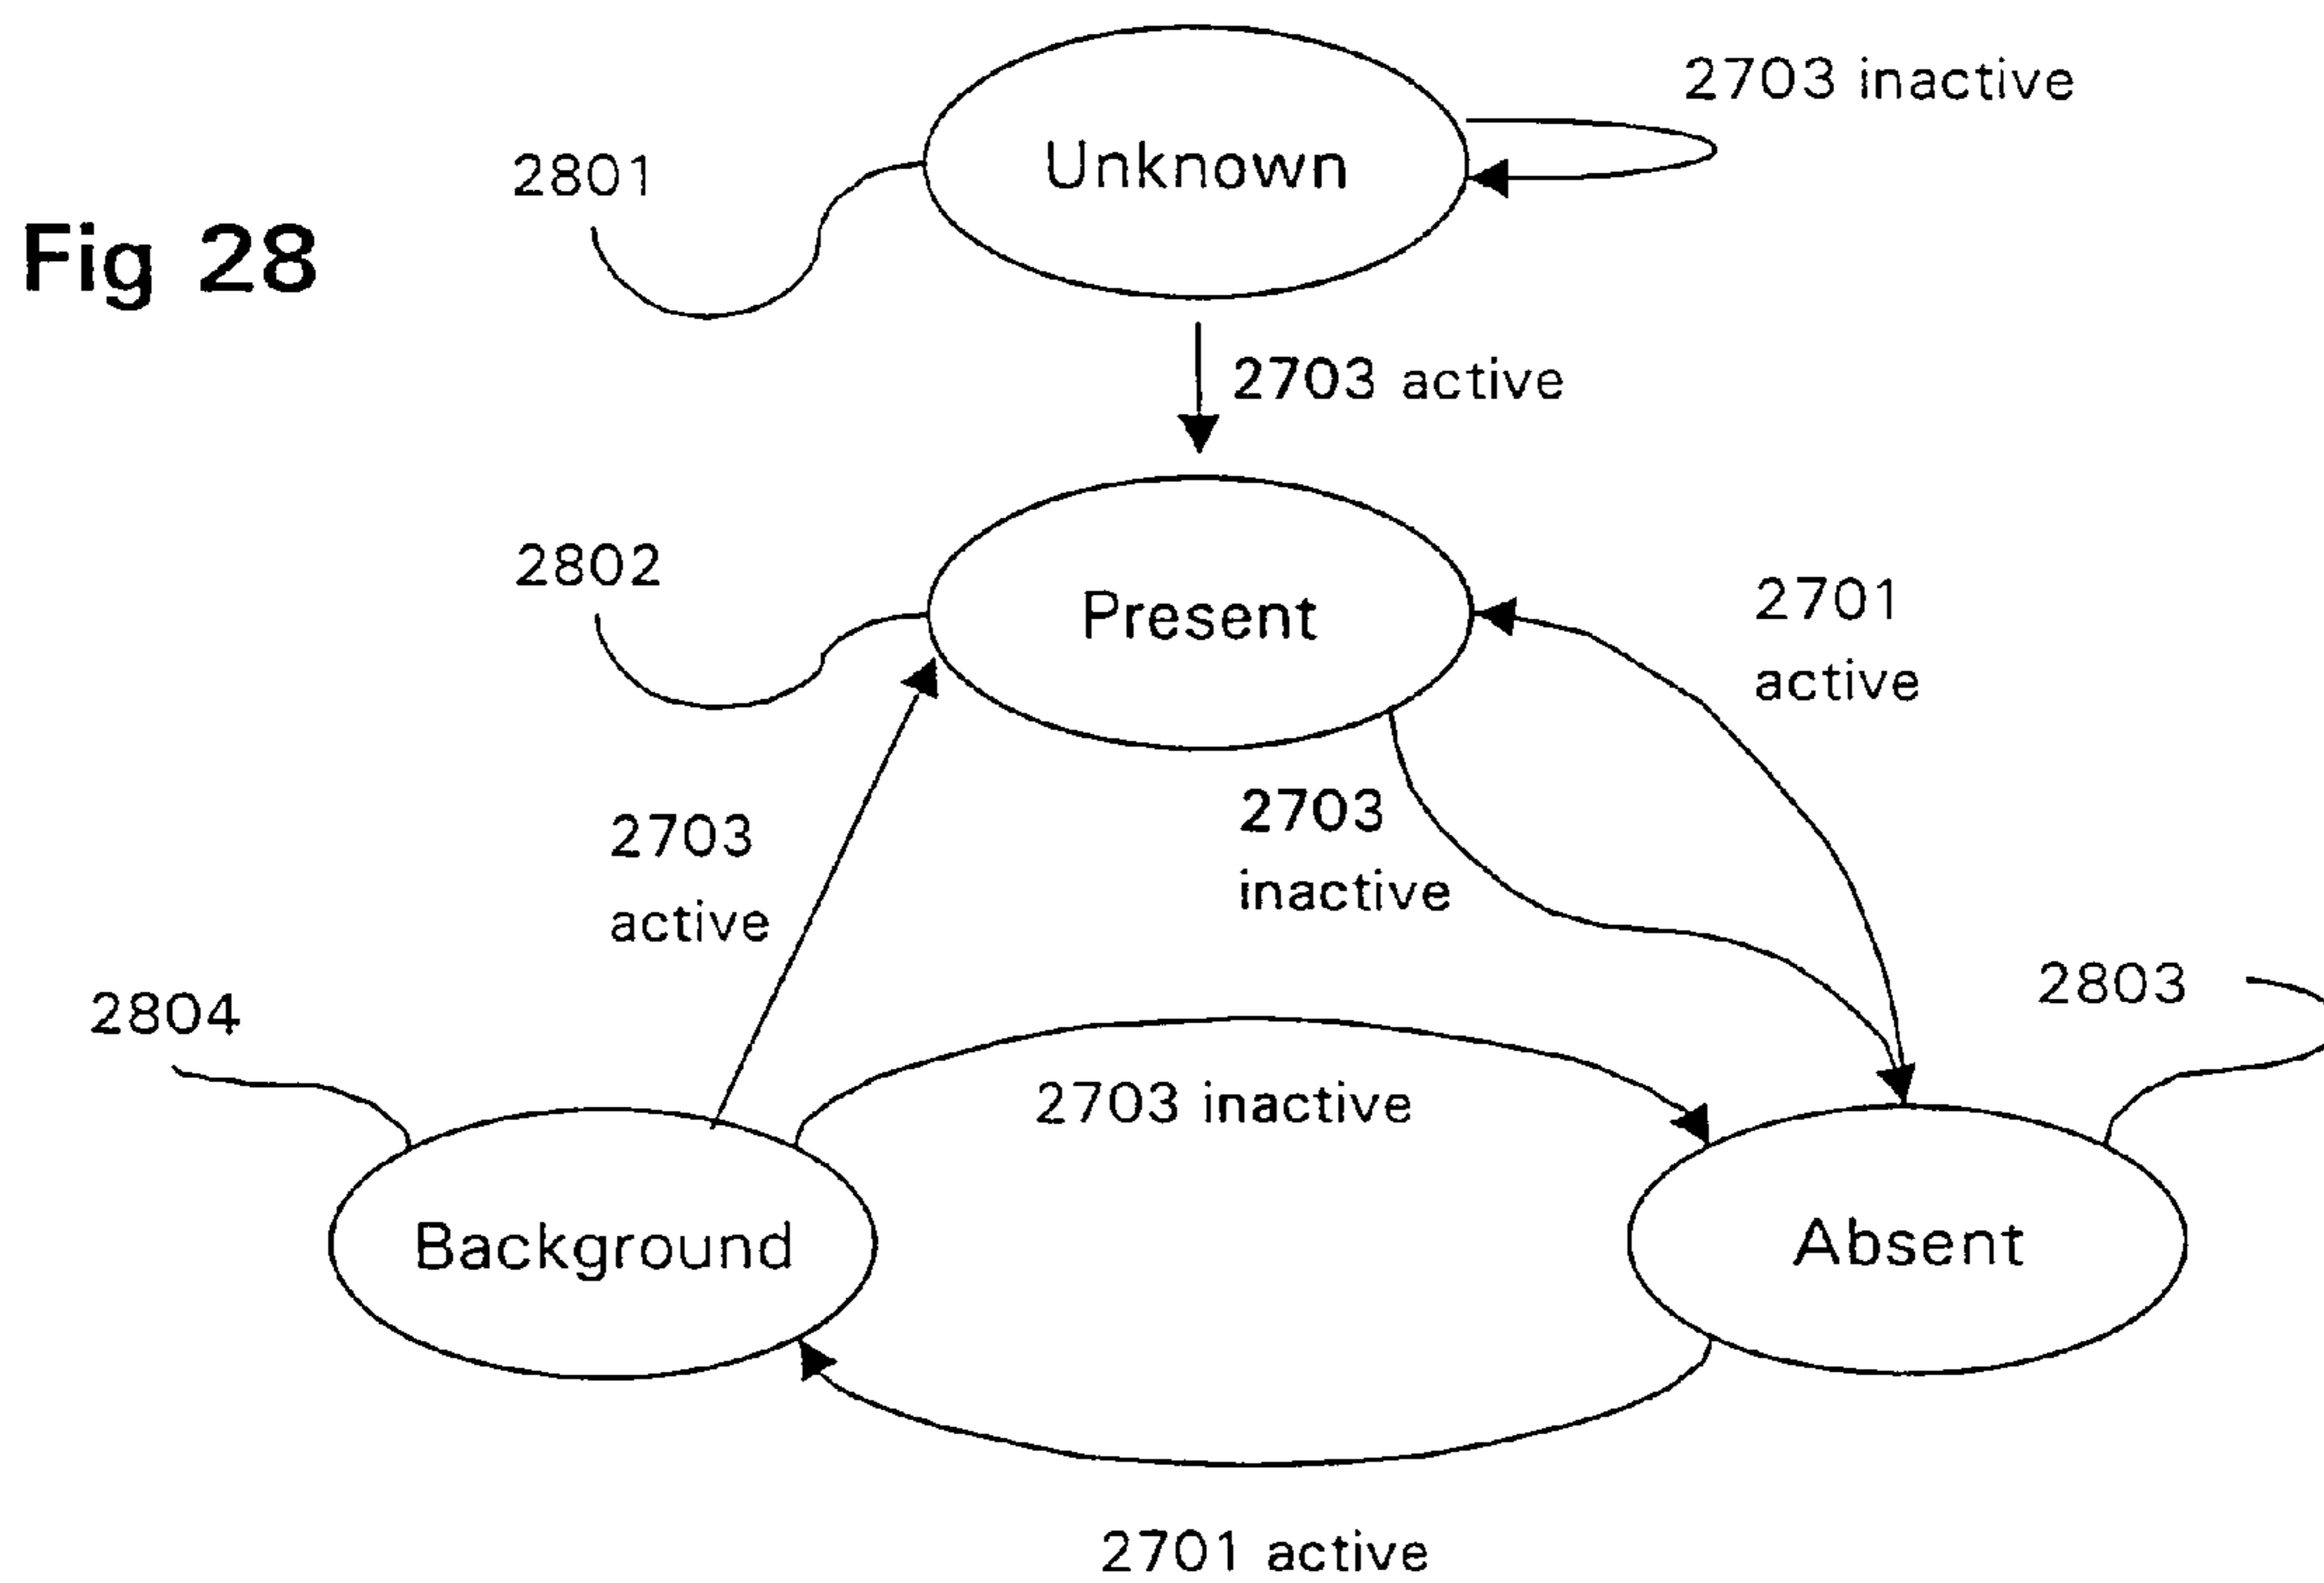 2703 inactive
Unknown
2801
Fig 28
2703 active
2802
Present
2701
active
2703
inactive
2703
active
2803
2804
2703 inactive
Background
Absent
2701 active